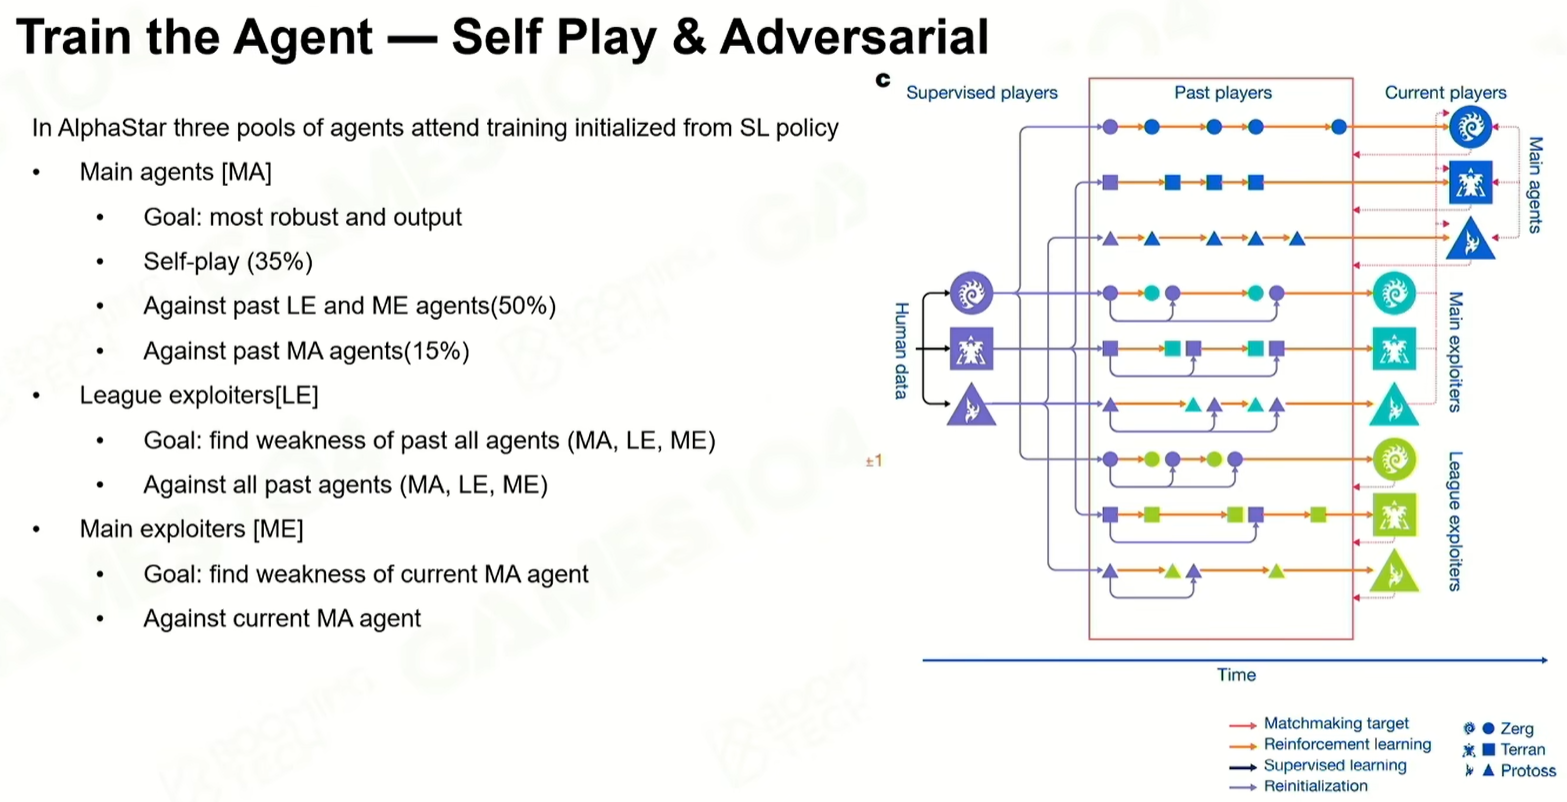 Train the Agent — Self Play & Adversarial
In AlphaStar three pools of agents attend training initialized from SL policy
• Main agents [MA]
• Goal: most robust and output
• Self-play (35%)
• Against past LE and ME agents(50%)
• Against past MA agents(15%)
• League exploiters[LE]
• Goal: find weakness of past all agents (MA, LE, ME)
• Against all past agents (MA, LE, ME)
• Main exploiters [ME]
• Goal: find weakness of current MA agent
• Against current MA agent
c
Supervised players
Past players
Current players
Human data
Main agents
Main exploiters
League exploiters
±1
Time
Matchmaking target
Reinforcement learning
Supervised learning
Reinitialization
Zerg
Terran
Protoss
GAMES104
BOOMING
TECH